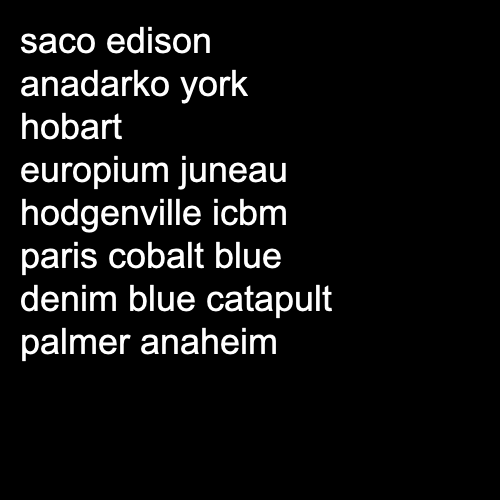 saco edison
anadarko york
hobart
europium juneau
hodgenville icbm
paris cobalt blue
denim blue catapult
palmer anaheim